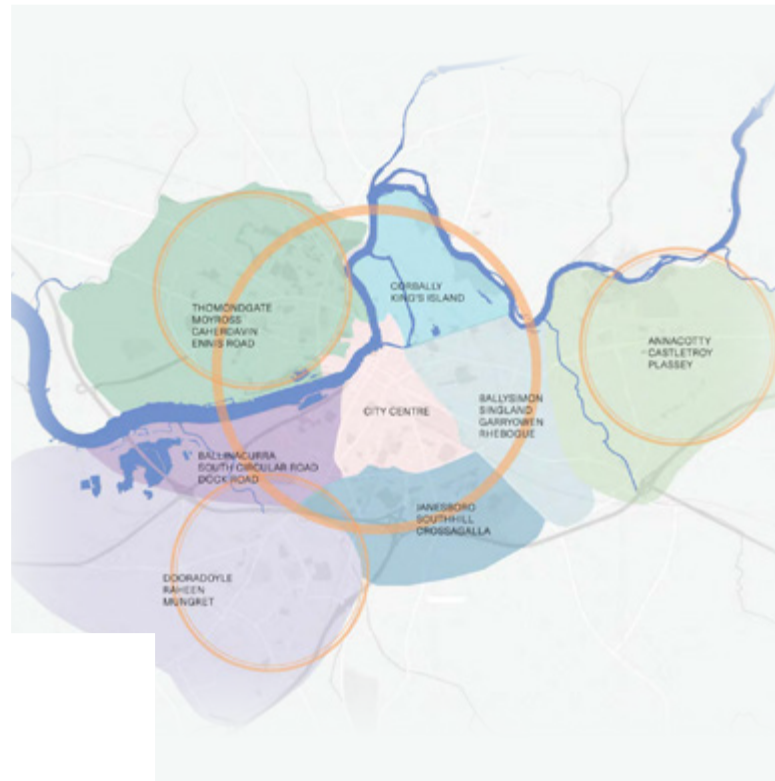 CORBALLY
KING'S ISLAND
THOMONDGATE
MOYROSS
CAHERDAVIN
ENNIS ROAD
ANNACOTTY
CASTLETROY
PLASSEY
CITY CENTRE
BALLYSIMON
SINGLAND
GARRYOWEN
RHEBOGUE
BALLINACURRA
SOUTH CIRCULAR ROAD
DOCK ROAD
JANESBORO
SOUTHHILL
CROSSAGALLA
DOORADOYLE
RAHEEN
MUNGRET